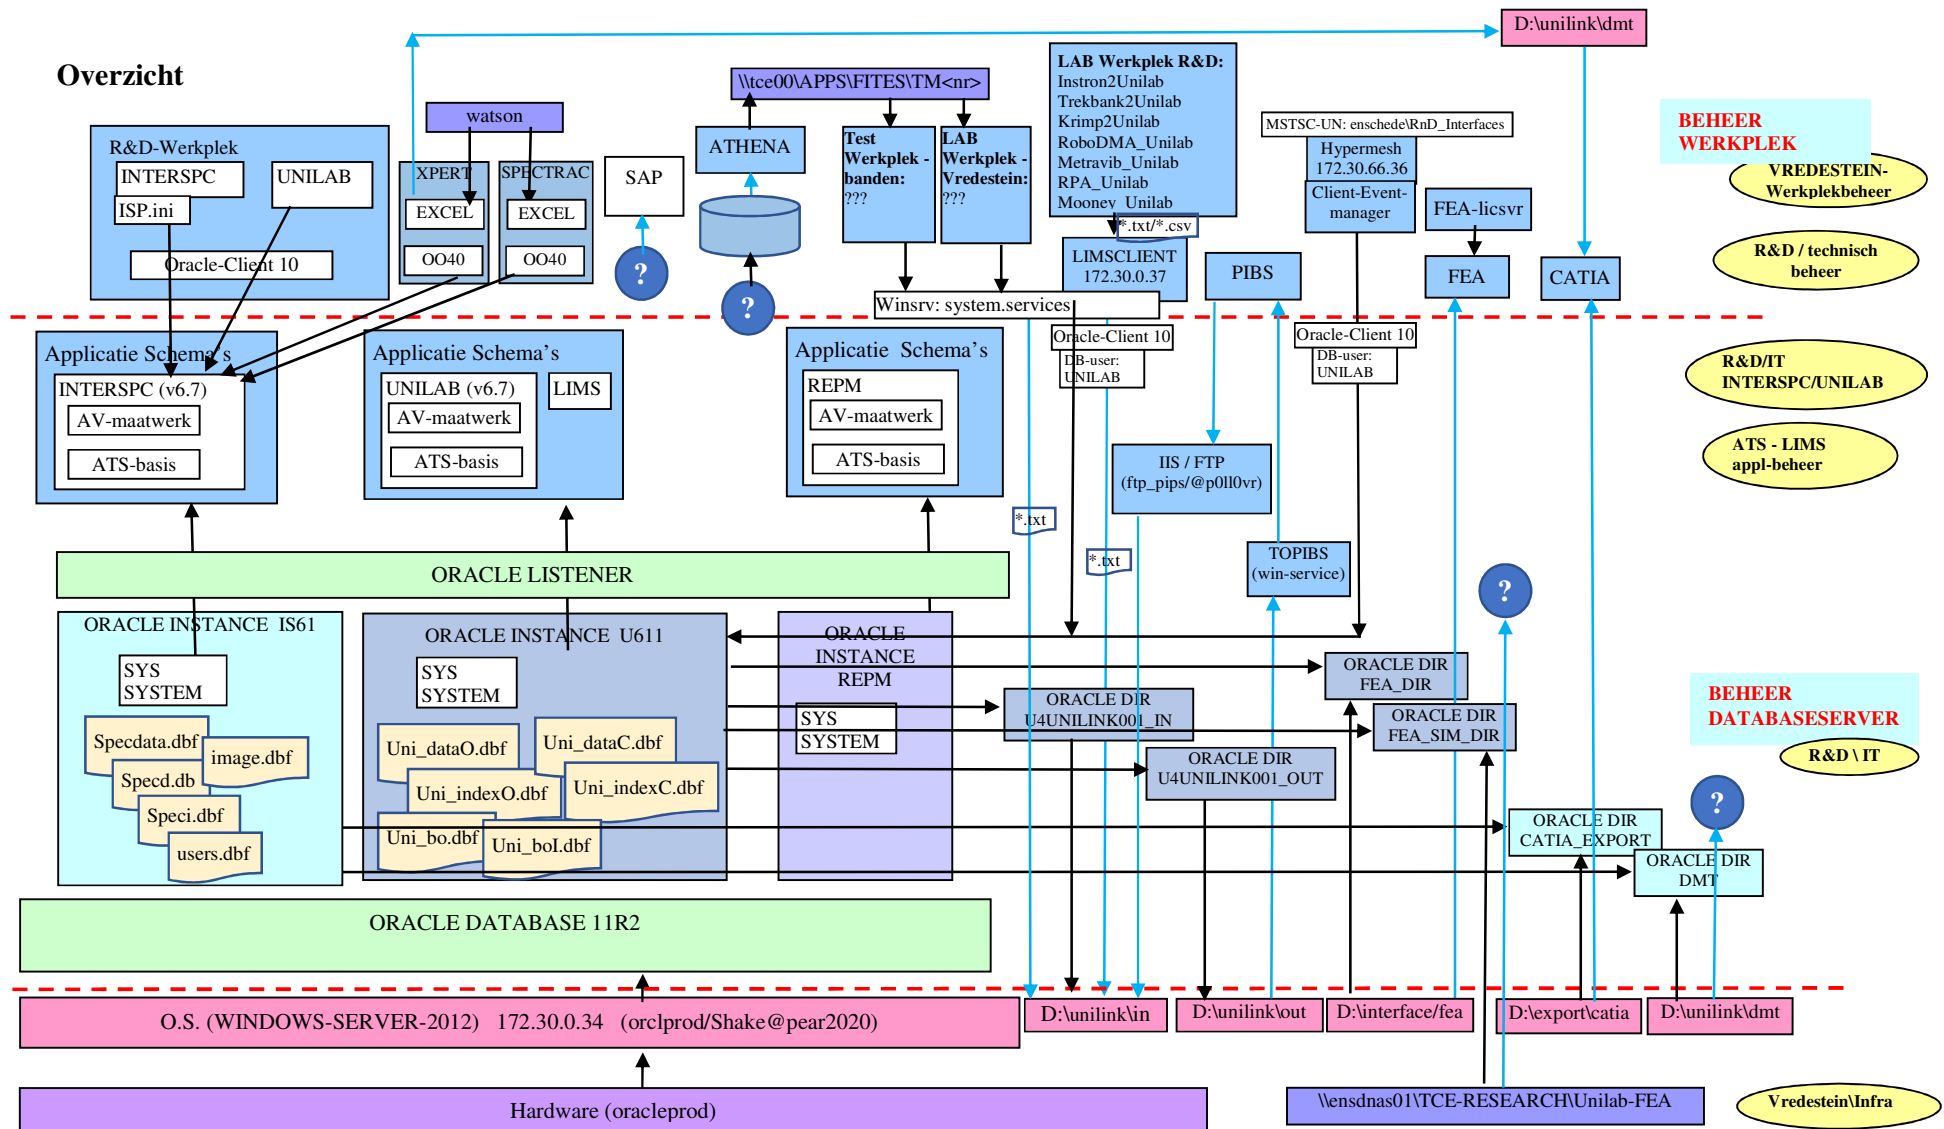 Overzicht
D:\unilink\dmt
\\tce00\APPS\FITES\TM<nr>
watson
R&D-Werkplek
INTERSPC
ISP.ini
UNILAB
Oracle-Client 10
XPERT
EXCEL
OO40
SPECTRAC
EXCEL
OO40
SAP
?
ATHENA
?
Test
Werkplek -
banden:
???
LAB
Werkplek -
Vredestein:
???
LAB Werkplek R&D:
Instron2Unilab
Trekbank2Unilab
Krimp2Unilab
RoboDMA_Unilab
Metravib_Unilab
RPA_Unilab
Mooney_Unilab
*.txt/*.csv
LIMSCLIENT
172.30.0.37
Winsrv: system.services
MSTSC-UN: enschede\RnD_Interfaces
Hypermesh
172.30.66.36
Client-Event-
manager
PIBS
FEA-licsvr
FEA
CATIA
BEHEER
WERKPLEK
VREDESTEIN-
Werkplekbeheer
R&D / technisch
beheer
Applicatie Schema's
INTERSPC (v6.7)
AV-maatwerk
ATS-basis
Applicatie Schema's
UNILAB (v6.7)
AV-maatwerk
ATS-basis
LIMS
Applicatie Schema's
REPM
AV-maatwerk
ATS-basis
Oracle-Client 10
DB-user:
UNILAB
Oracle-Client 10
DB-user:
UNILAB
R&D/IT
INTERSPC/UNILAB
ATS - LIMS
appl-beheer
IIS / FTP
(ftp_pips/@p0ll0vr)
*.txt
*.txt
TOPIBS
(win-service)
?
ORACLE LISTENER
ORACLE INSTANCE IS61
SYS
SYSTEM
Specdata.dbf
image.dbf
Specd.db
Speci.dbf
users.dbf
ORACLE INSTANCE U611
SYS
SYSTEM
Uni_dataO.dbf
Uni_dataC.dbf
Uni_indexO.dbf
Uni_indexC.dbf
Uni_bo.dbf
Uni_boI.dbf
ORACLE
INSTANCE
REPM
SYS
SYSTEM
ORACLE DIR
U4UNILINK001_IN
ORACLE DIR
U4UNILINK001_OUT
ORACLE DIR
FEA_DIR
ORACLE DIR
FEA_SIM_DIR
ORACLE DIR
CATIA_EXPORT
ORACLE DIR
DMT
?
BEHEER
DATABASESERVER
R&D \ IT
ORACLE DATABASE 11R2
O.S. (WINDOWS-SERVER-2012) 172.30.0.34 (orclprod/Shake@pear2020)
D:\unilink\in
D:\unilink\out
D:\interface/fea
D:\export\catia
D:\unilink\dmt
Hardware (oracleprod)
\\ensdnas01\TCE-RESEARCH\Unilab-FEA
Vredestein\Infra